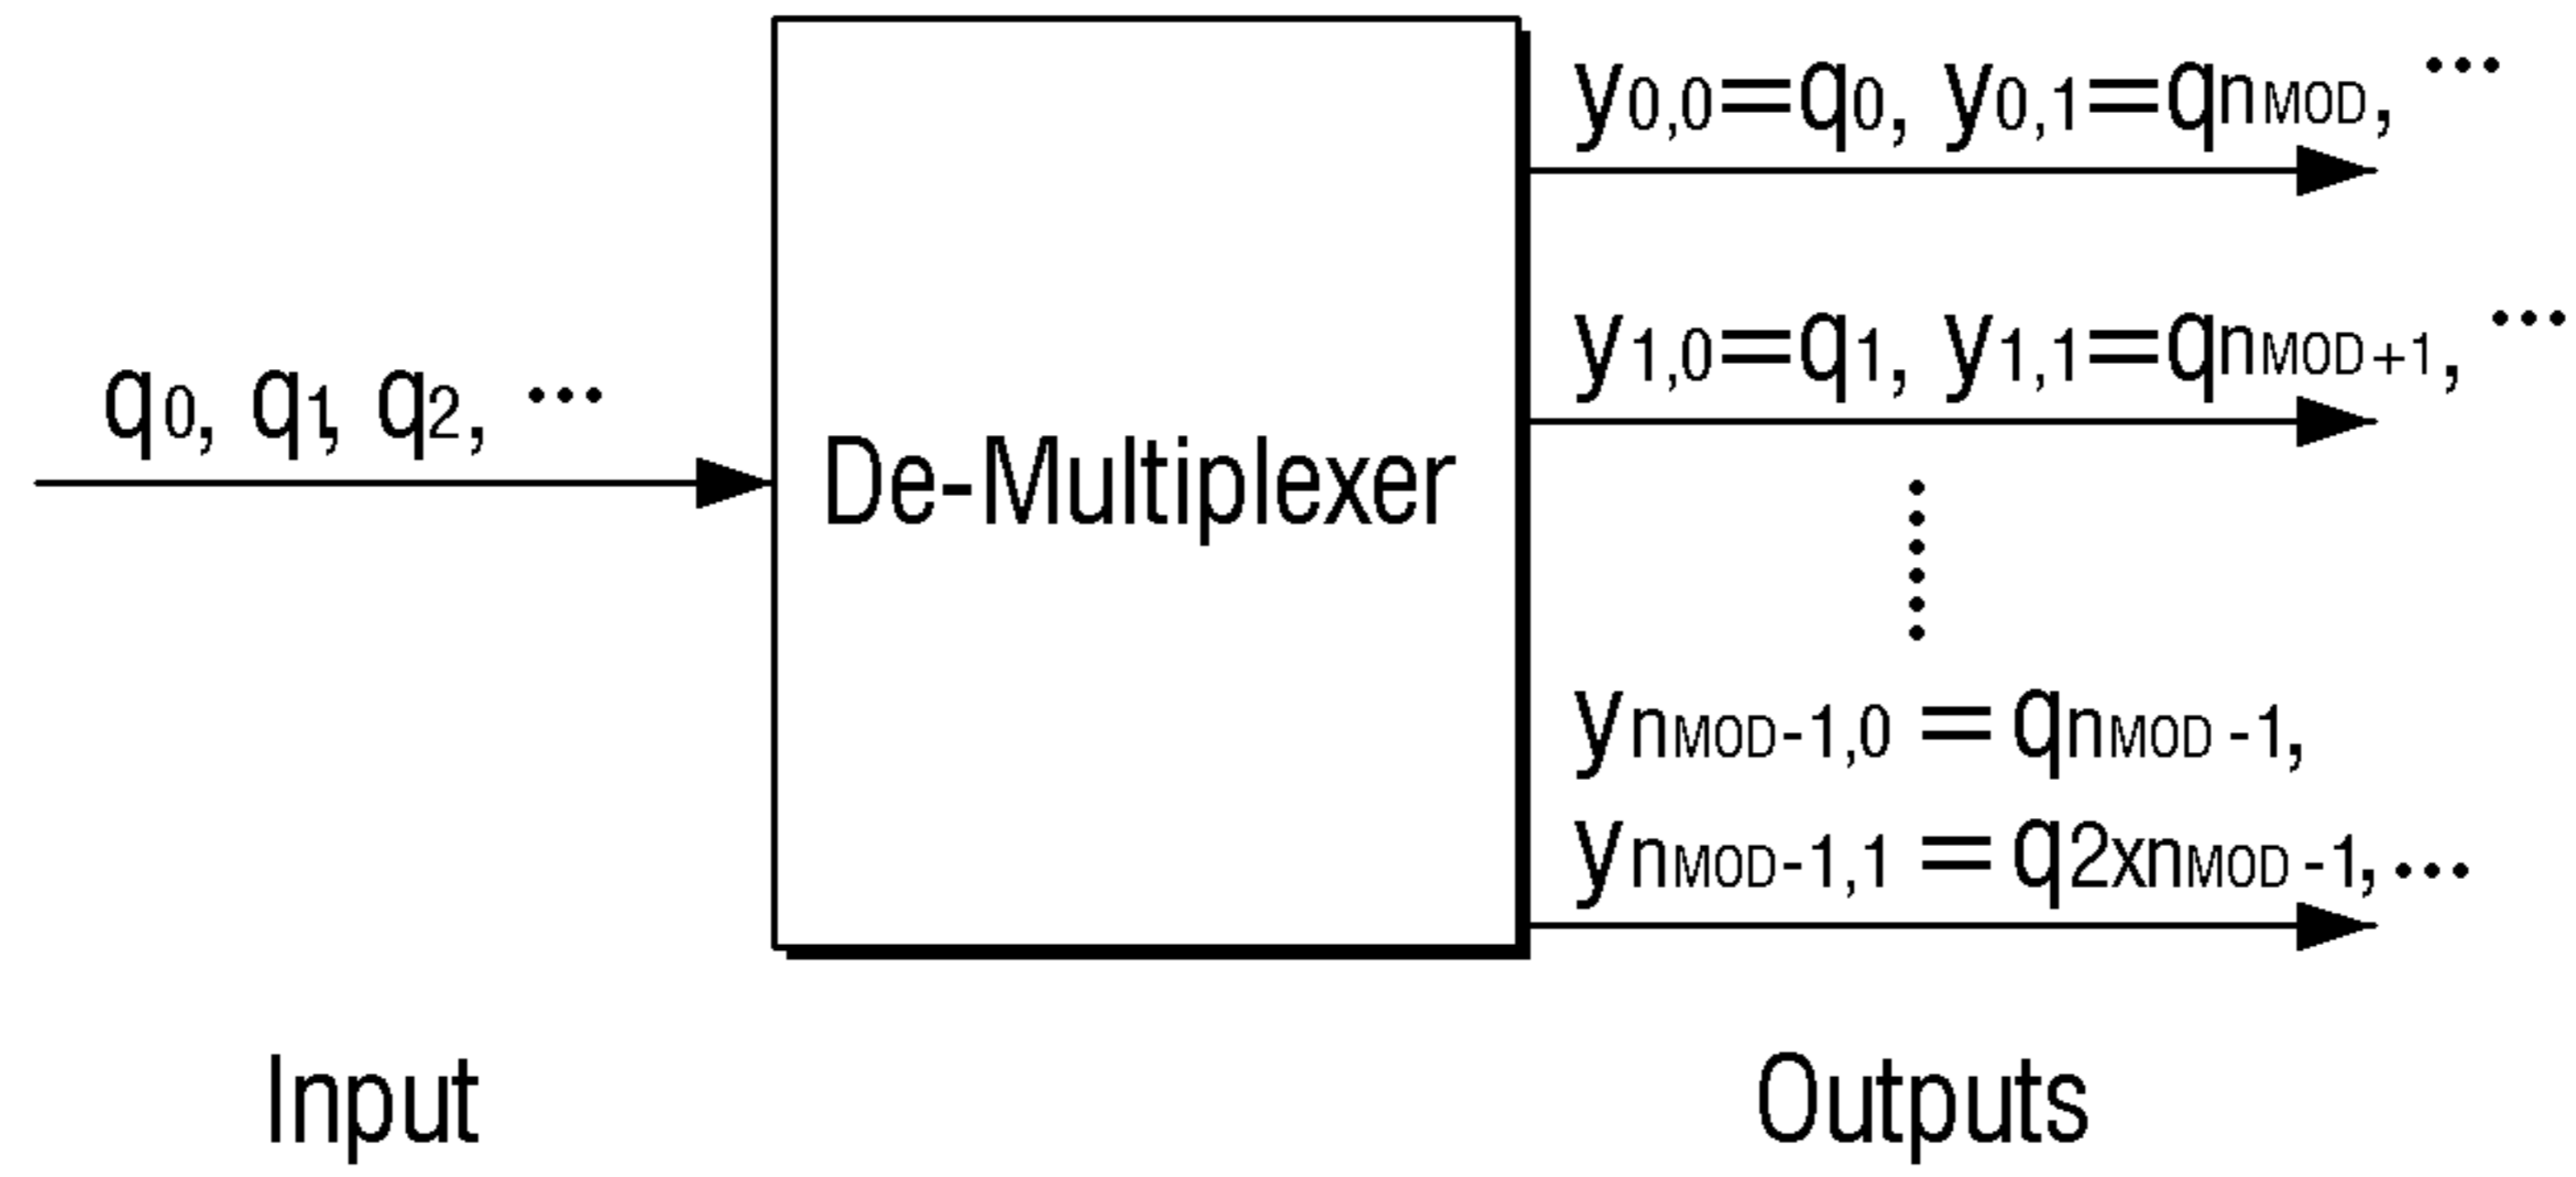 y0,0=q0, y0,1=qnMOD, ...
y1,0=q1, y1,1=qnMOD+1, ...
q0, q1, q2, ...
De-Multiplexer
ynMOD-1,0 = qnMOD-1,
ynMOD-1,1 = q2xnMOD-1, ...
Input
Outputs